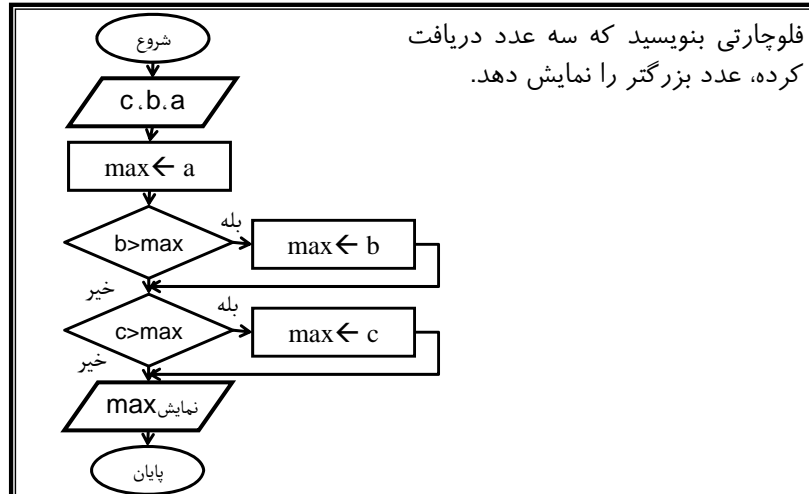 فلوچارتی بنویسید که سه عدد دریافت
کرده، عدد بزرگتر را نمایش دهد.
شروع
c،b،a
max← a
b>max
بله
max← b
خیر
c>max
بله
max← c
خیر
نمایش max
پایان